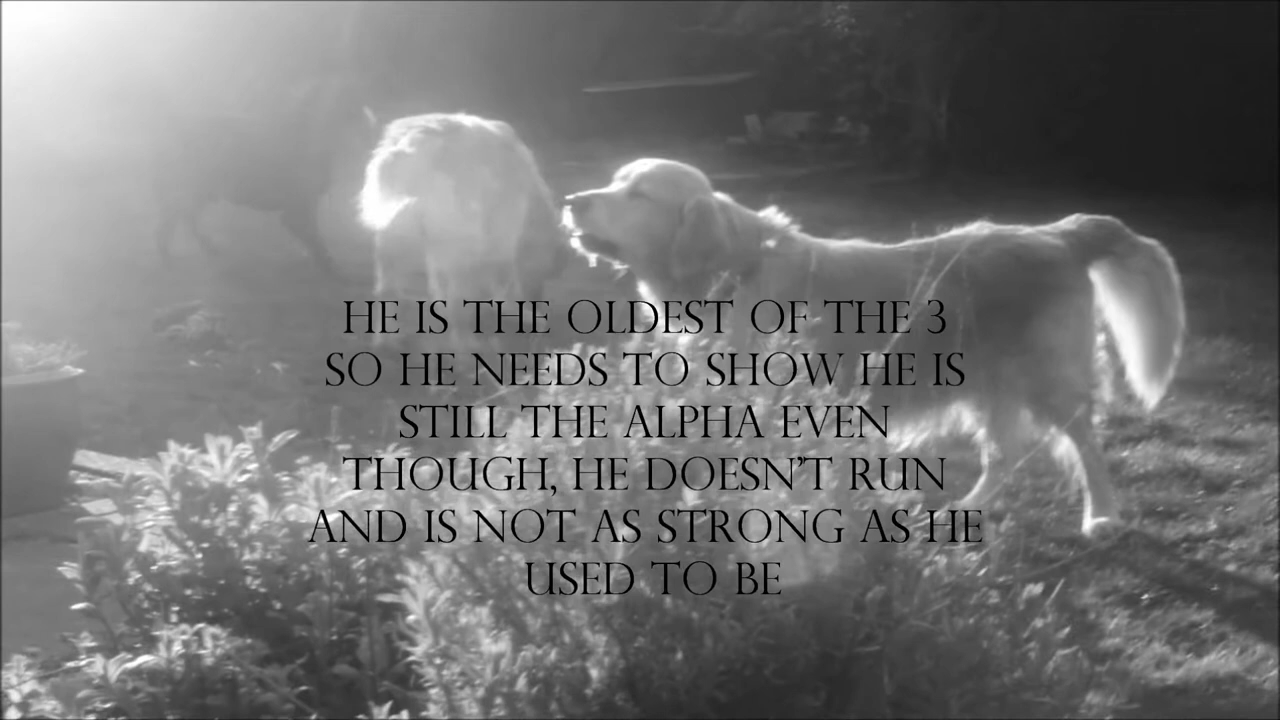 HE IS THE OLDEST OF THE 3
SO HE NEEDS TO SHOW HE IS
STILL THE ALPHA EVEN
THOUGH, HE DOESN'T RUN
AND IS NOT AS STRONG AS HE
USED TO BE